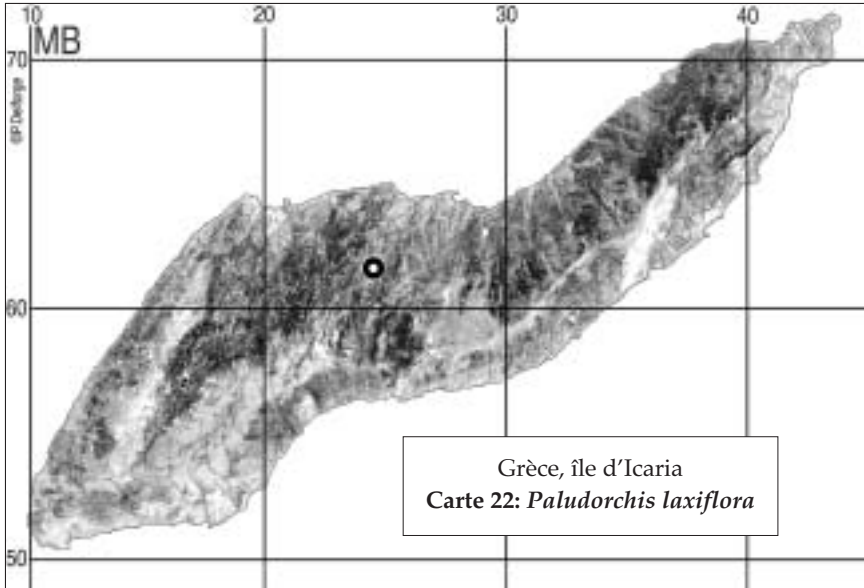 10 20 30 40
MB
70
©P.Delforge
60
Grèce, île d’Icaria
Carte 22: Paludorchis laxiflora
50